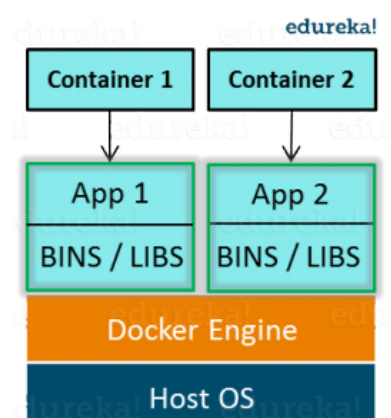 edureka!
Container 1 Container 2
App 1 App 2
BINS / LIBS BINS / LIBS
Docker Engine
Host OS